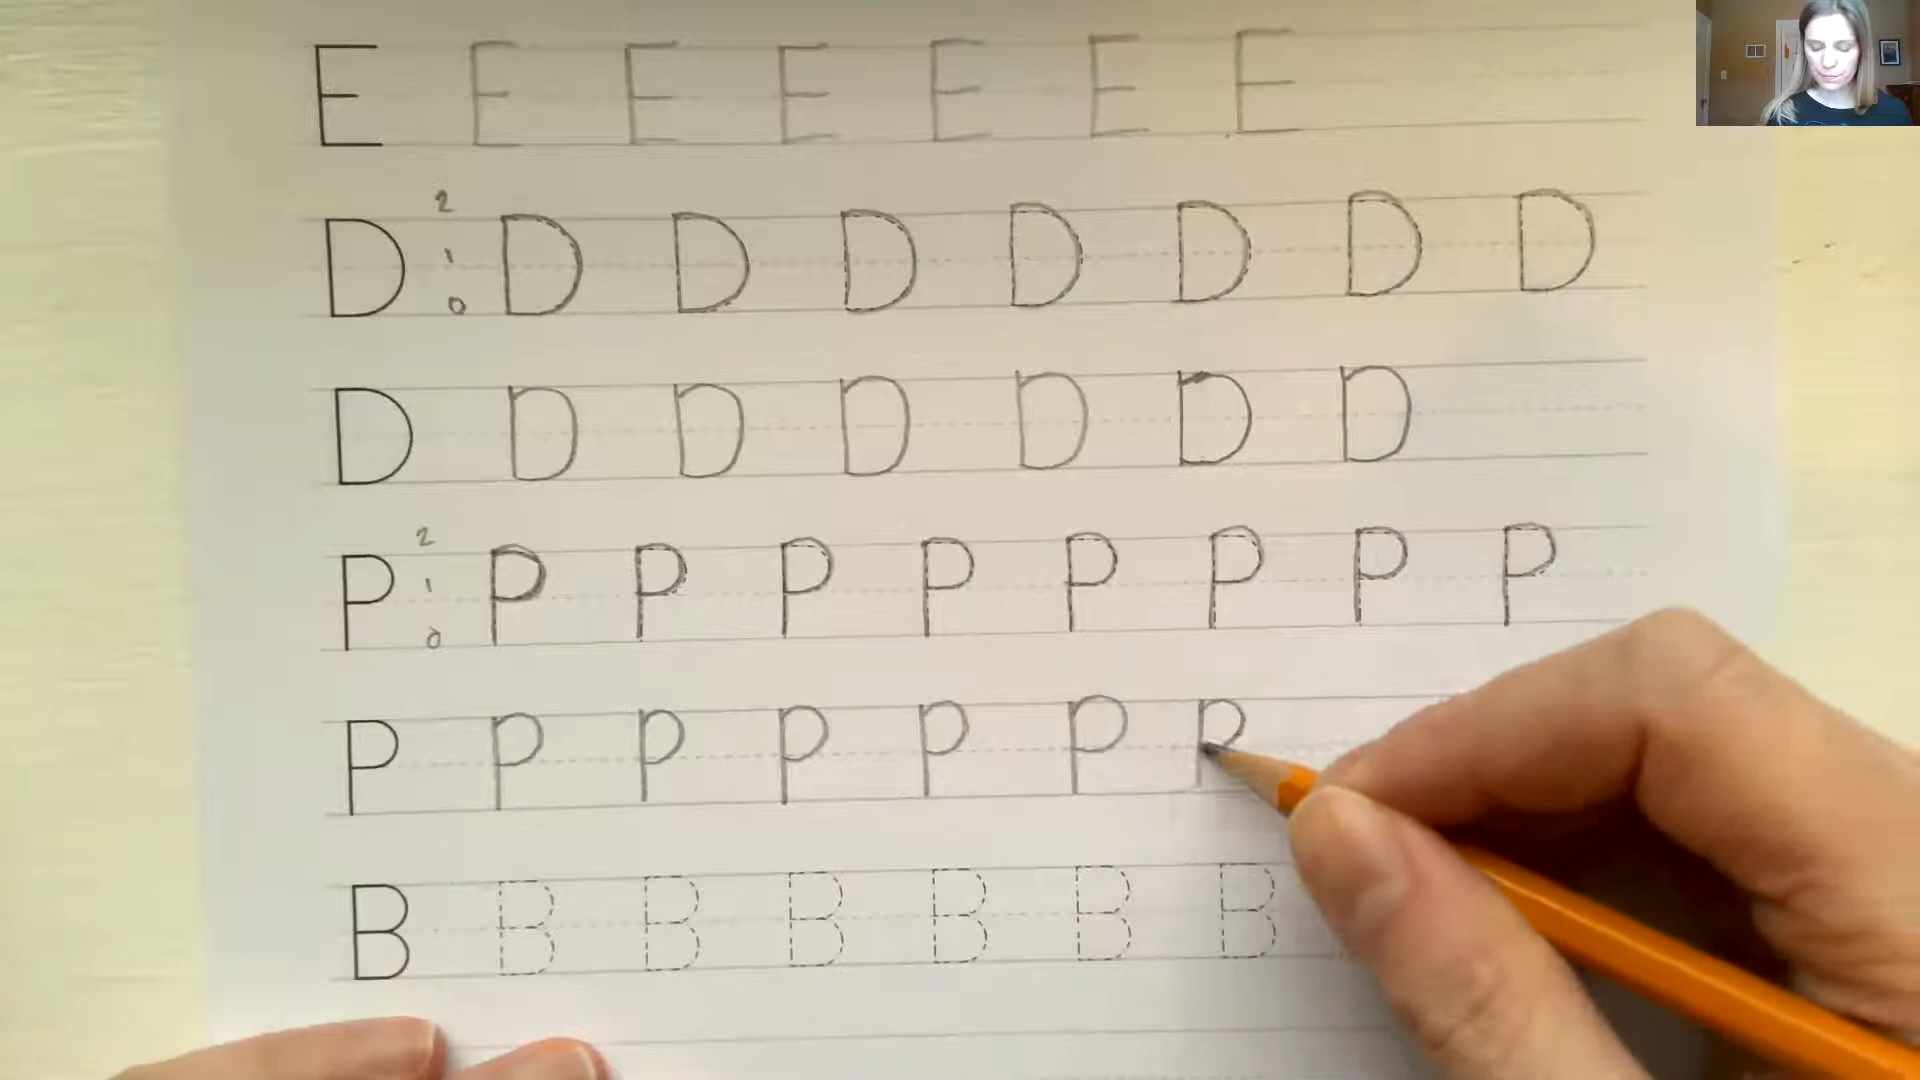 E E E E E E E
2
D 1 D D D D D D D
0
D D D D D D D
2
P 1 P P P P P P P P
0
P P P P P P P
B B B B B B B